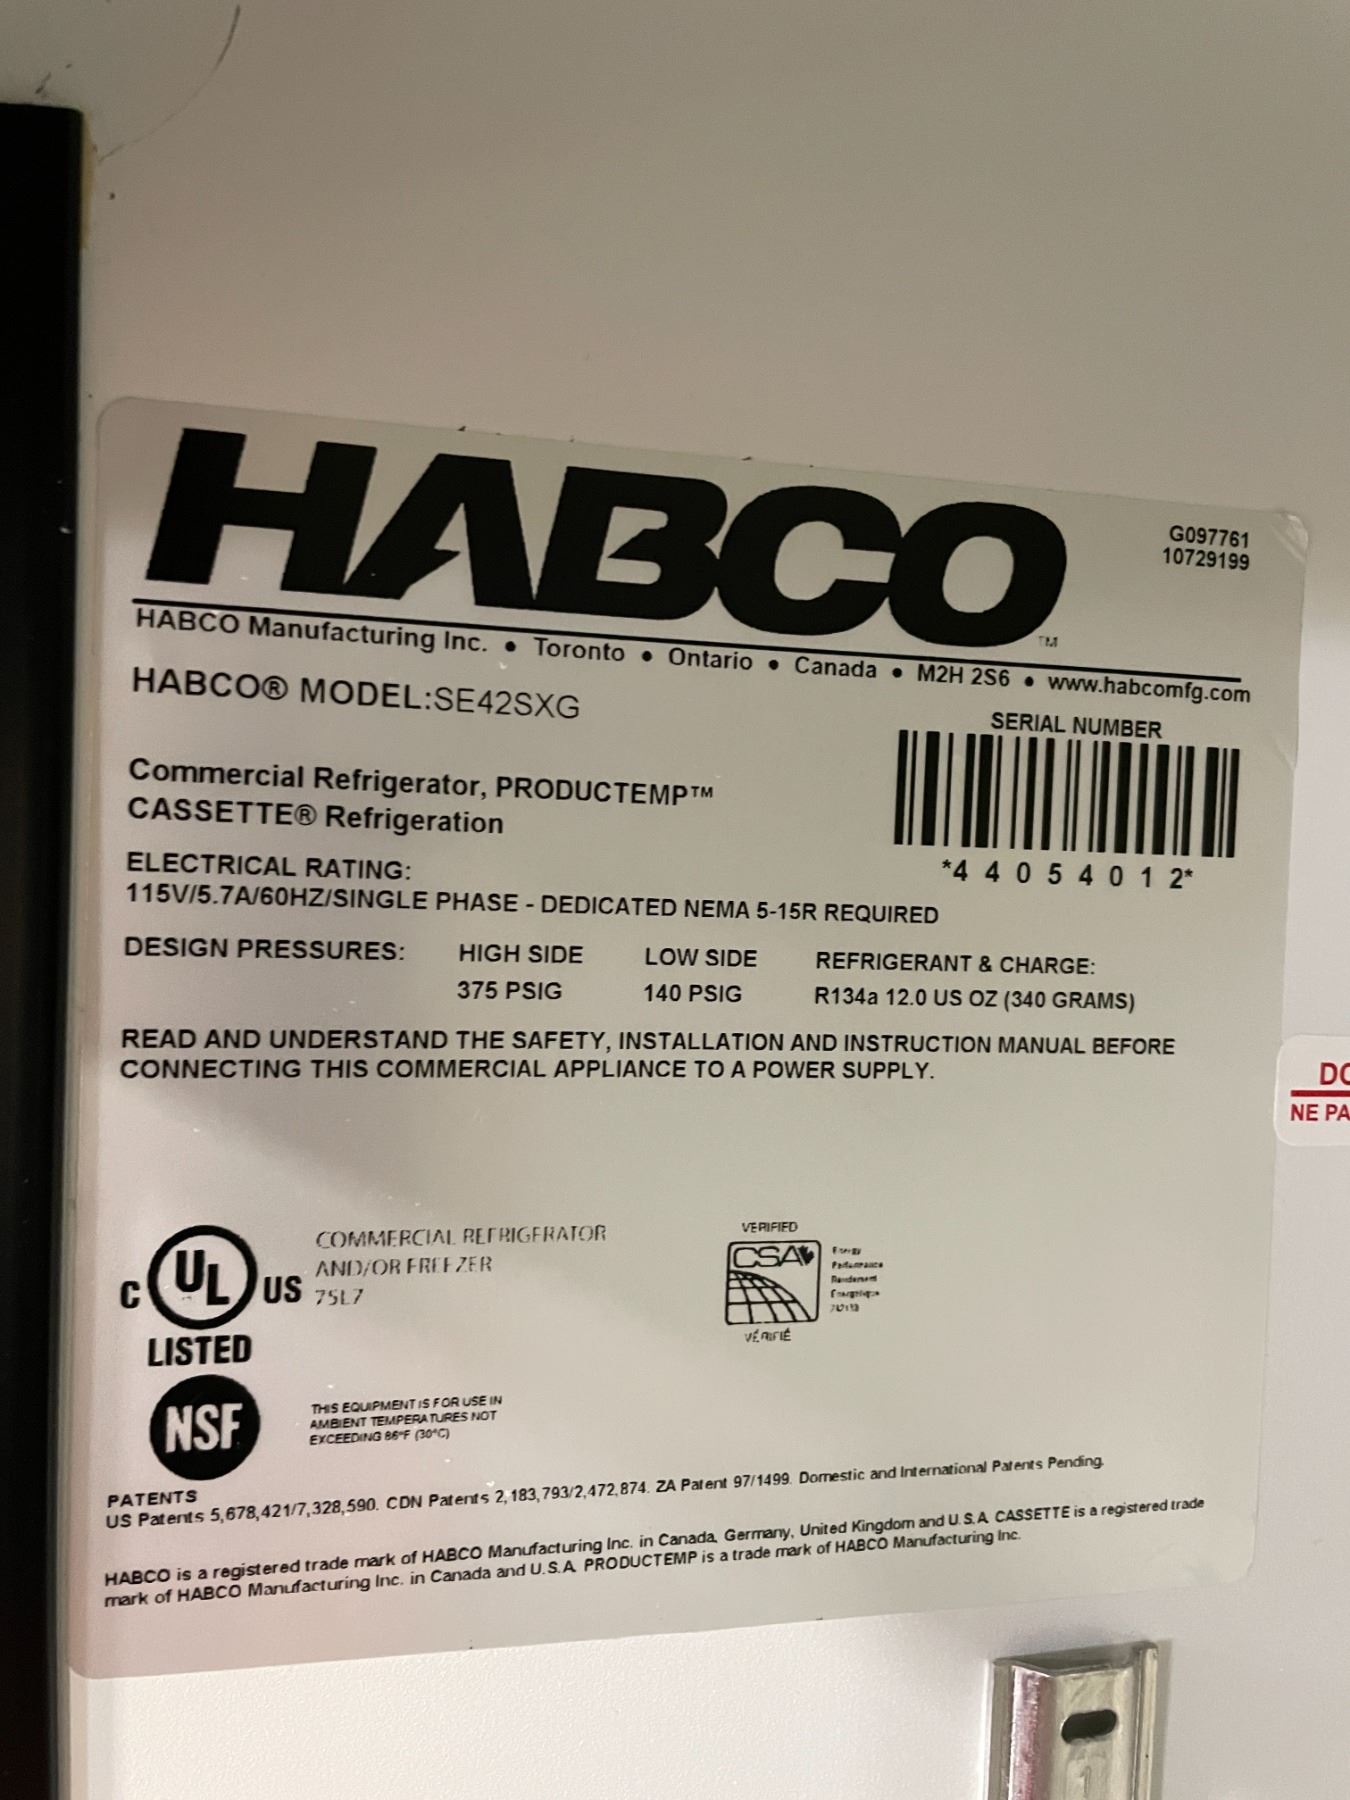 HABCO
TM
G097761
10729199
HABCO Manufacturing Inc. • Toronto • Ontario • Canada • M2H 2S6 • www.habcomfg.com
HABCO® MODEL:SE42SXG
SERIAL NUMBER
*44054012*
Commercial Refrigerator, PRODUCTEMP™
CASSETTE® Refrigeration
ELECTRICAL RATING:
115V/5.7A/60HZ/SINGLE PHASE - DEDICATED NEMA 5-15R REQUIRED
DESIGN PRESSURES: HIGH SIDE LOW SIDE REFRIGERANT & CHARGE:
375 PSIG 140 PSIG R134a 12.0 US OZ (340 GRAMS)
READ AND UNDERSTAND THE SAFETY, INSTALLATION AND INSTRUCTION MANUAL BEFORE
CONNECTING THIS COMMERCIAL APPLIANCE TO A POWER SUPPLY.
DO
NE PA
C UL US
LISTED
COMMERCIAL REFRIGERATOR
AND/OR FREEZER
75L7
VERIFIED
CSA
VÉRIFIÉ
Energy
Performance
Rendement
Énergétique
NSF
THIS EQUIPMENT IS FOR USE IN
AMBIENT TEMPERATURES NOT
EXCEEDING 86°F (30°C)
PATENTS
US Patents 5,678,421/7,328,590. CDN Patents 2,183,793/2,472,874. ZA Patent 97/1499. Domestic and International Patents Pending.
HABCO is a registered trade mark of HABCO Manufacturing Inc. in Canada, Germany, United Kingdom and U.S.A. CASSETTE is a registered trade
mark of HABCO Manufacturing Inc. in Canada and U.S.A. PRODUCTEMP is a trade mark of HABCO Manufacturing Inc.